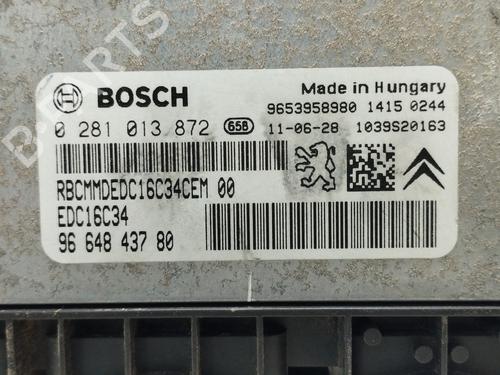 BOSCH
Made in Hungary
9653958980 1415 0244
0 281 013 872 658 11-06-28 1039S20163
RBCMMDEDC16C34CEM 00
EDC16C34
96 648 437 80